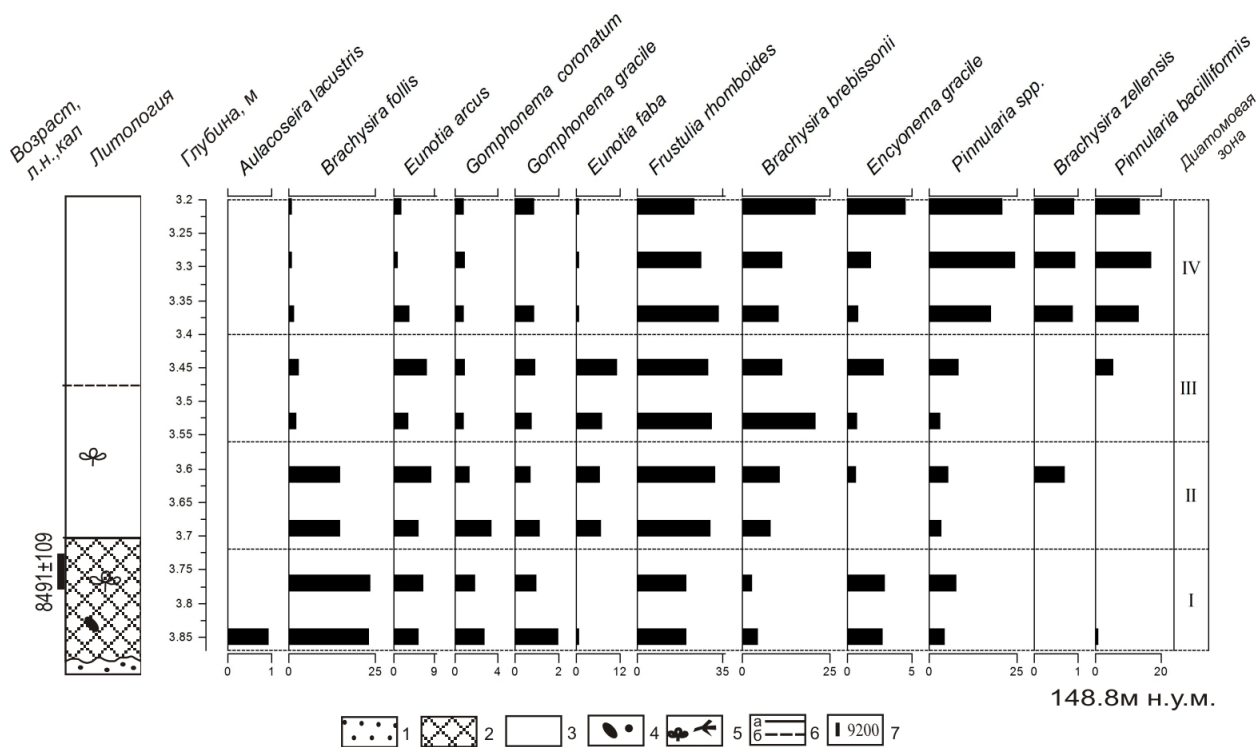 Возраст, л.н.,кал
Литология
Глубина, м
Aulacoseira lacustris
Brachysira follis
Eunotia arcus
Gomphonema coronatum
Gomphonema gracile
Eunotia faba
Frustulia rhomboides
Brachysira brebissonii
Encyonema gracile
Pinnularia spp.
Brachysira zellensis
Pinnularia bacilliformis
Диатомовая зона
3.2
3.25
3.3
3.35
3.4
3.45
3.5
3.55
3.6
3.65
3.7
3.75
3.8
3.85
IV
III
II
I
8491±109
0 1 0 25 0 9 0 4 0 2 0 12 0 35 0 25 0 5 0 25 0 1 0 20
148.8м н.у.м.
1 2 3 4 5 а б 6 9200 7